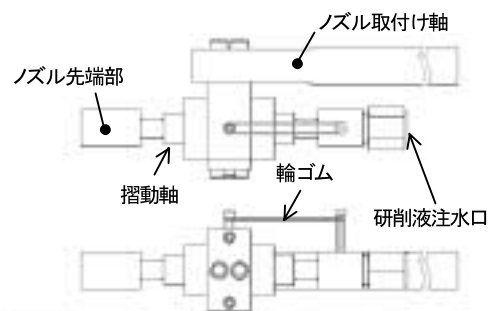 ノズル取付け軸
ノズル先端部
摺動軸
輪ゴム
研削液注水口